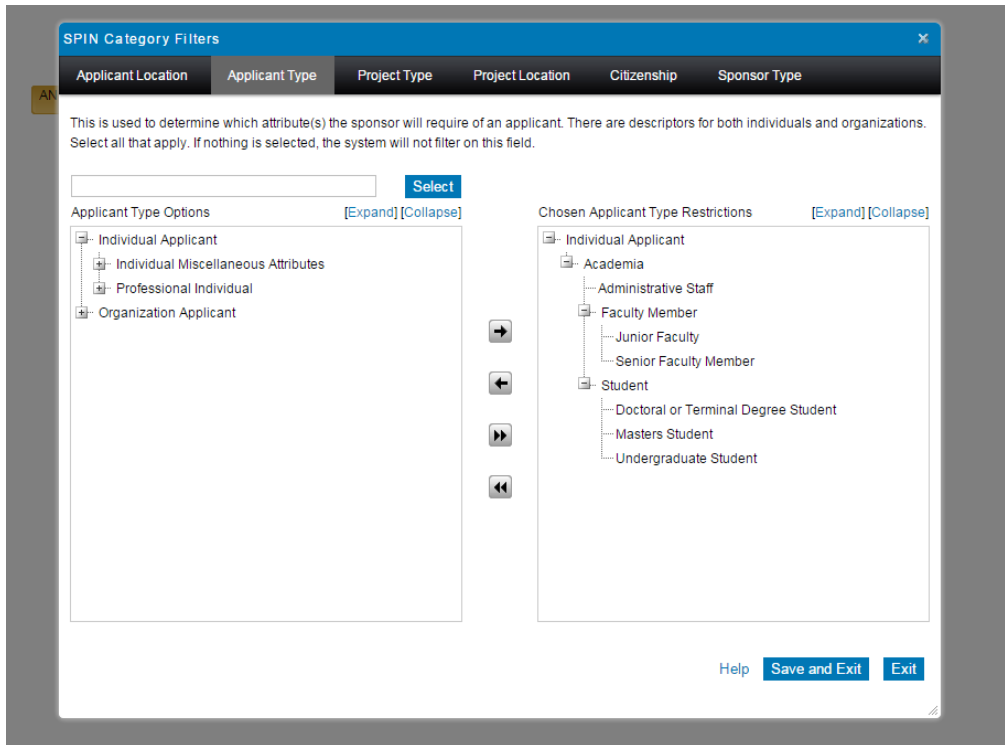 SPIN Category Filters
Applicant Location Applicant Type Project Type Project Location Citizenship Sponsor Type
AN
This is used to determine which attribute(s) the sponsor will require of an applicant. There are descriptors for both individuals and organizations.
Select all that apply. If nothing is selected, the system will not filter on this field.
Select
Applicant Type Options [Expand] [Collapse] Chosen Applicant Type Restrictions [Expand] [Collapse]
Individual Applicant
Individual Miscellaneous Attributes
Professional Individual
Organization Applicant
Individual Applicant
Academia
Administrative Staff
Faculty Member
Junior Faculty
Senior Faculty Member
Student
Doctoral or Terminal Degree Student
Masters Student
Undergraduate Student
Help Save and Exit Exit